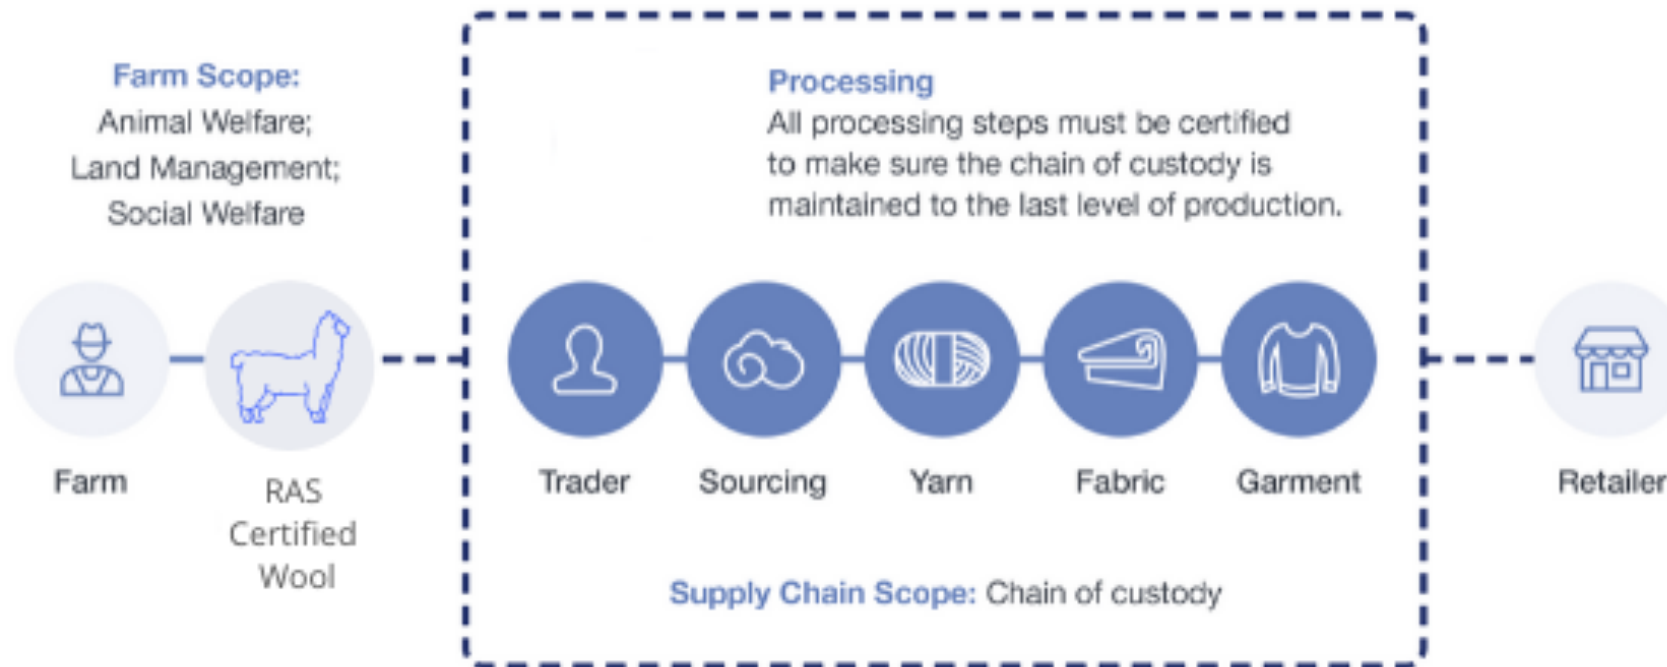 Farm Scope:
Animal Welfare;
Land Management;
Social Welfare
Processing
All processing steps must be certified
to make sure the chain of custody is
maintained to the last level of production.
Farm
RAS
Certified
Wool
Trader
Sourcing
Yarn
Fabric
Garment
Retailer
Supply Chain Scope: Chain of custody